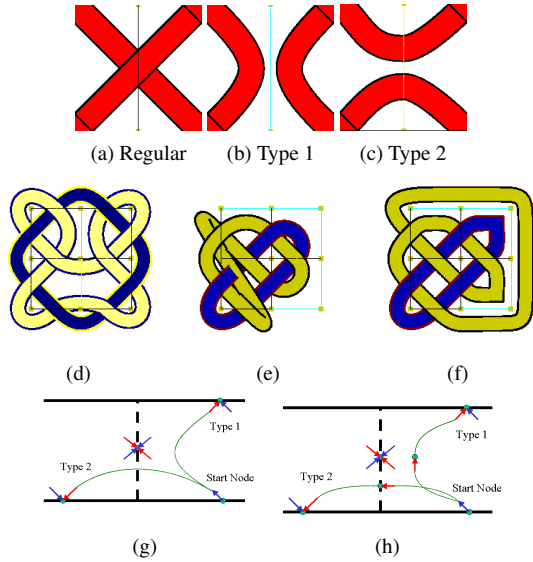 (a) Regular (b) Type 1 (c) Type 2
(d) (e) (f)
Type 1
Type 2
Start Node
Type 1
Type 2
Start Node
(g) (h)